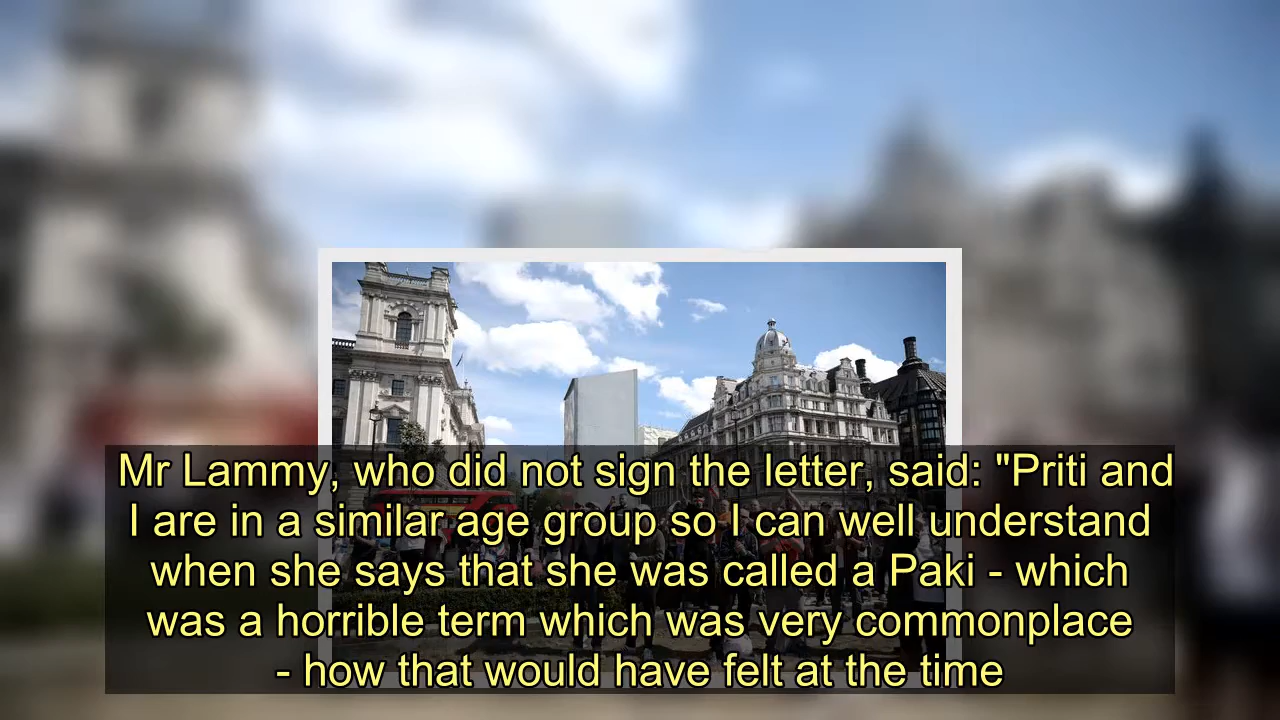 Mr Lammy, who did not sign the letter, said: "Priti and
I are in a similar age group so I can well understand
when she says that she was called a Paki - which
was a horrible term which was very commonplace
- how that would have felt at the time